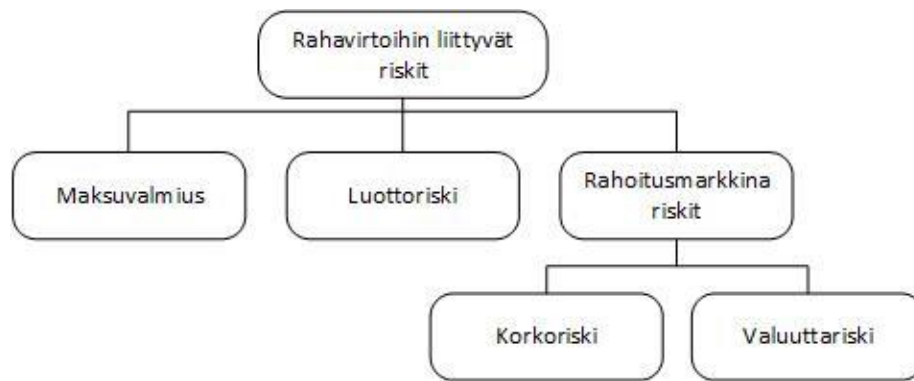 Rahavirtoihin liittyvät
riskit
Maksuvalmius
Luottoriski
Rahoitusmarkkina
riskit
Korkoriski
Valuuttariski